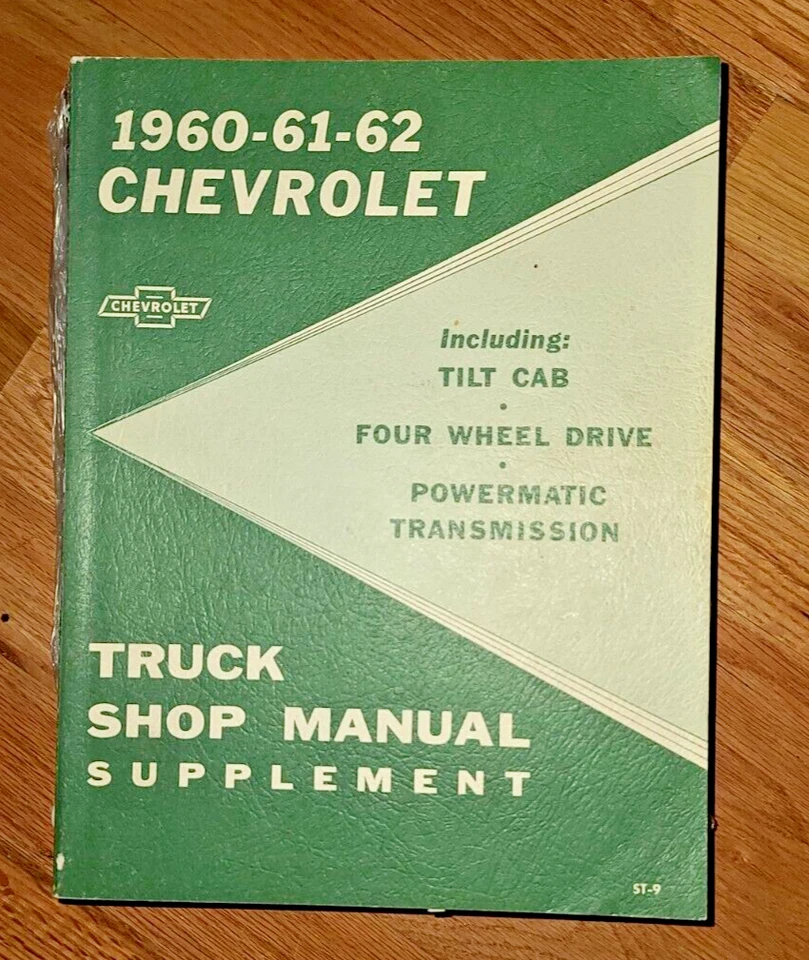 1960-61-62
CHEVROLET
CHEVROLET
Including:
TILT CAB
•
FOUR WHEEL DRIVE
•
POWERMATIC
TRANSMISSION
TRUCK
SHOP MANUAL
SUPPLEMENT
ST-9